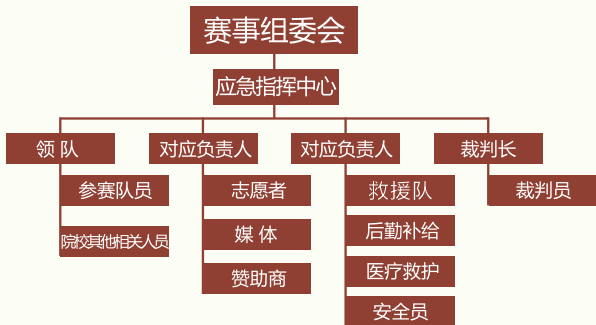 赛事组委会
应急指挥中心
领 队
对应负责人
对应负责人
裁判长
参赛队员
院校其他相关人员
志愿者
媒 体
赞助商
救援队
后勤补给
医疗救护
安全员
裁判员